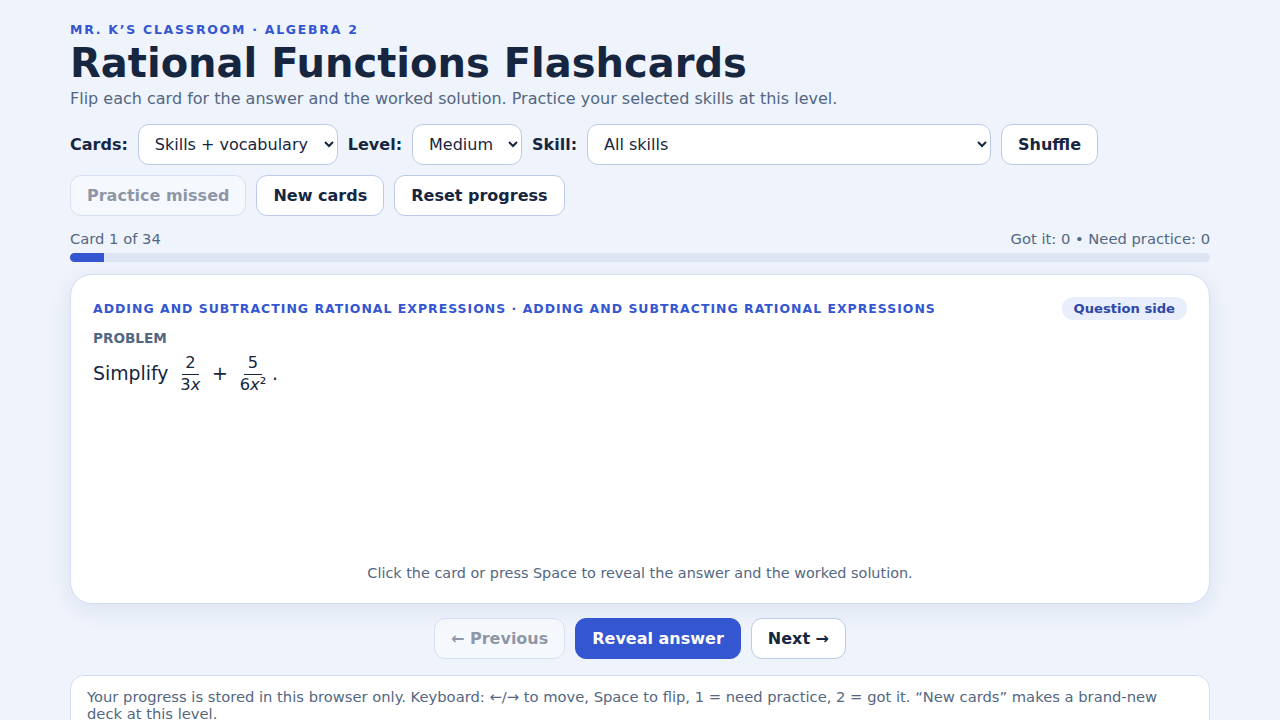 MR. K’S CLASSROOM · ALGEBRA 2
Rational Functions Flashcards
Flip each card for the answer and the worked solution. Practice your selected skills at this level.
Cards: Skills + vocabulary Level: Medium Skill: All skills Shuffle
Practice missed New cards Reset progress
Card 1 of 34 Got it: 0 • Need practice: 0
ADDING AND SUBTRACTING RATIONAL EXPRESSIONS · ADDING AND SUBTRACTING RATIONAL EXPRESSIONS Question side
PROBLEM
Simplify 2/3x + 5/6x² .
Click the card or press Space to reveal the answer and the worked solution.
← Previous Reveal answer Next →
Your progress is stored in this browser only. Keyboard: ←/→ to move, Space to flip, 1 = need practice, 2 = got it. “New cards” makes a brand-new
deck at this level.